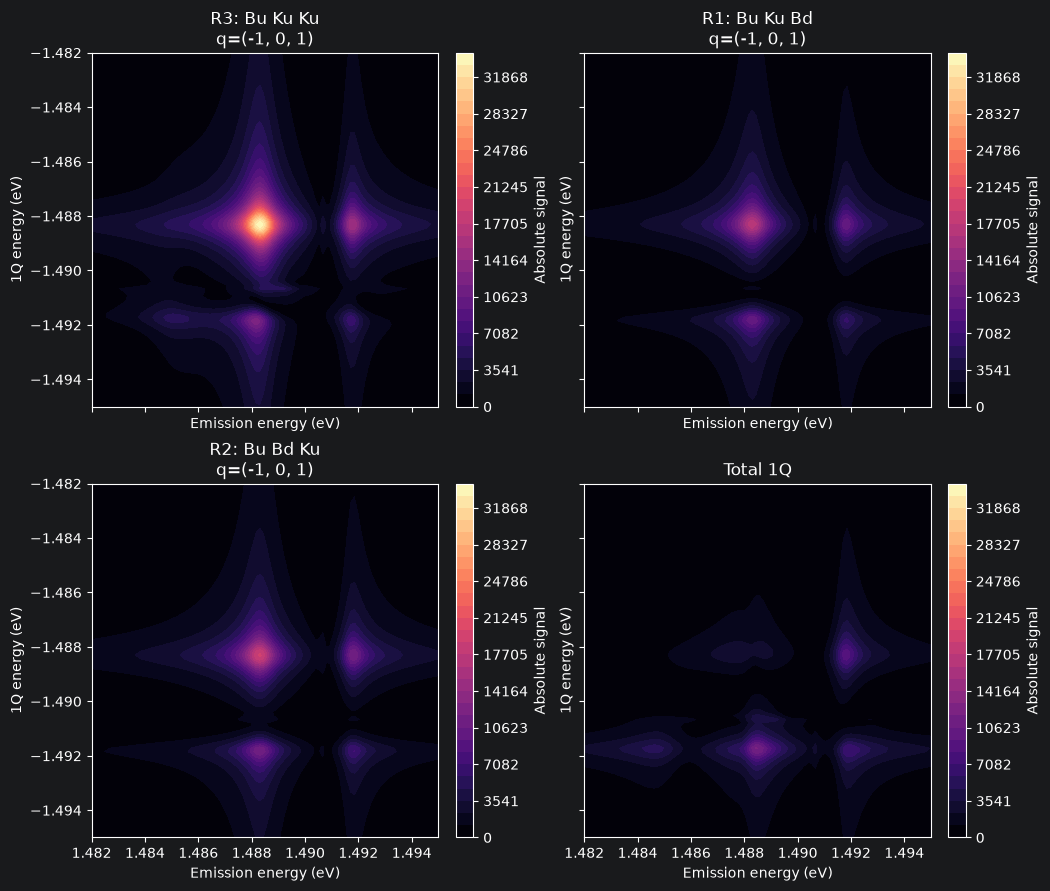 R3: Bu Ku Ku
q=(-1, 0, 1)
−1.482
−1.484
−1.486
−1.488
−1.490
−1.492
−1.494
1Q energy (eV)
Emission energy (eV)
31868
28327
24786
21245
17705
14164
10623
7082
3541
0
Absolute signal
R1: Bu Ku Bd
q=(-1, 0, 1)
1Q energy (eV)
Emission energy (eV)
31868
28327
24786
21245
17705
14164
10623
7082
3541
0
Absolute signal
R2: Bu Bd Ku
q=(-1, 0, 1)
−1.482
−1.484
−1.486
−1.488
−1.490
−1.492
−1.494
1Q energy (eV)
1.482 1.484 1.486 1.488 1.490 1.492 1.494
Emission energy (eV)
31868
28327
24786
21245
17705
14164
10623
7082
3541
0
Absolute signal
Total 1Q
1Q energy (eV)
1.482 1.484 1.486 1.488 1.490 1.492 1.494
Emission energy (eV)
31868
28327
24786
21245
17705
14164
10623
7082
3541
0
Absolute signal